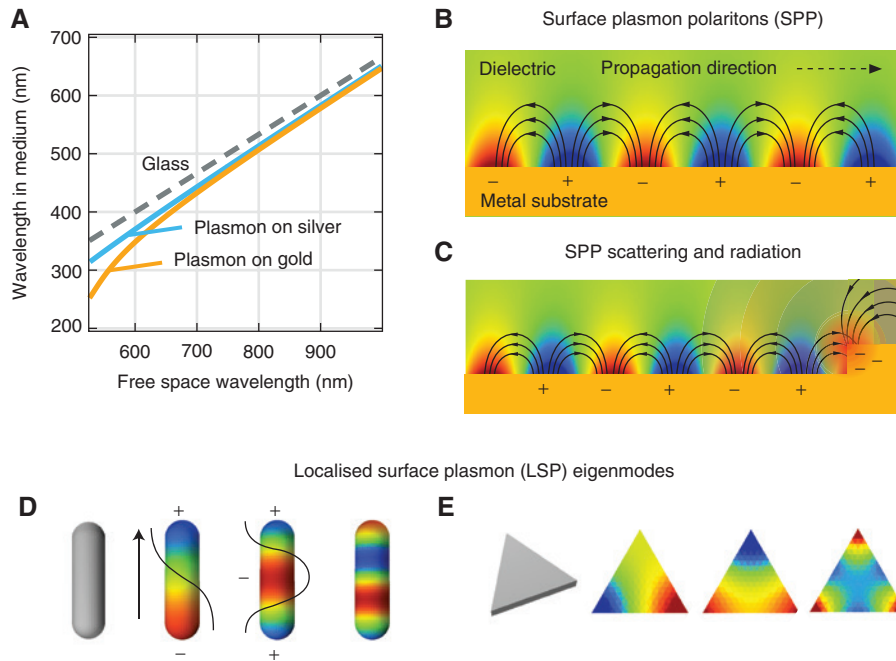 A
Wavelength in medium (nm)
700
600
500
400
300
200
Glass
Plasmon on silver
Plasmon on gold
600 700 800 900
Free space wavelength (nm)
B
Surface plasmon polaritons (SPP)
Dielectric Propagation direction
− + − + − +
Metal substrate
C
SPP scattering and radiation
+ − + − +
−
− −
−
Localised surface plasmon (LSP) eigenmodes
D
+ +
−
− +
E